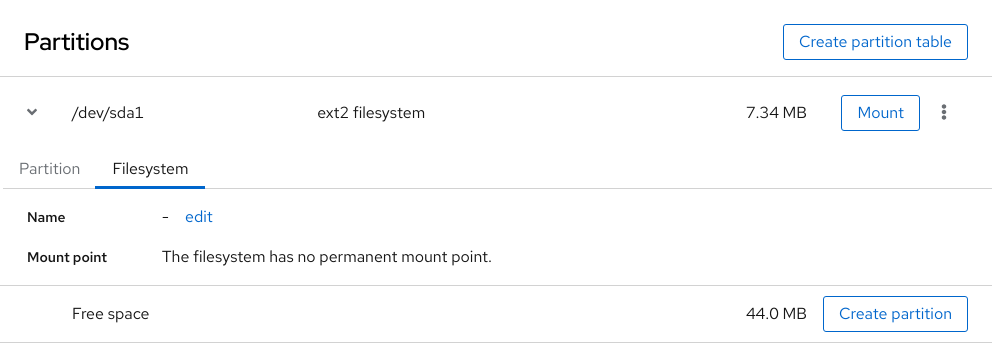 Partitions
Create partition table
/dev/sda1 ext2 filesystem 7.34 MB Mount
Partition Filesystem
Name - edit
Mount point The filesystem has no permanent mount point.
Free space 44.0 MB Create partition